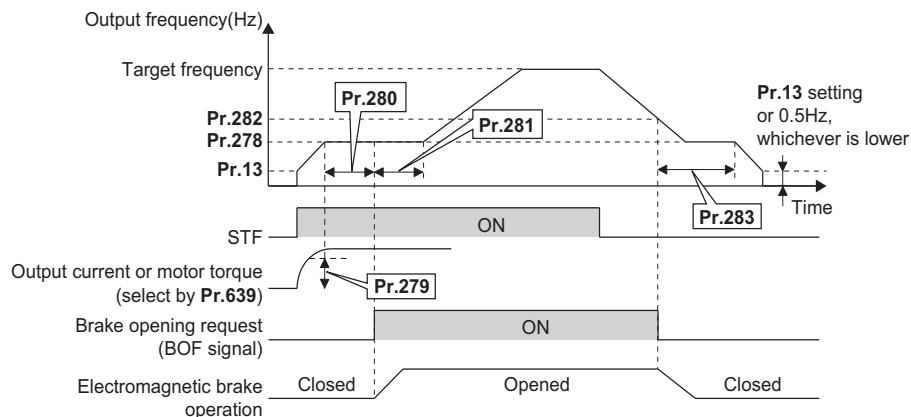 Output frequency(Hz)
Target frequency
Pr.280
Pr.13 setting
or 0.5Hz,
whichever is lower
Pr.282
Pr.281
Pr.278
Pr.13
Time
Pr.283
STF
ON
Output current or motor torque
(select by Pr.639)
Pr.279
Brake opening request
(BOF signal)
ON
Electromagnetic brake
operation
Closed
Opened
Closed